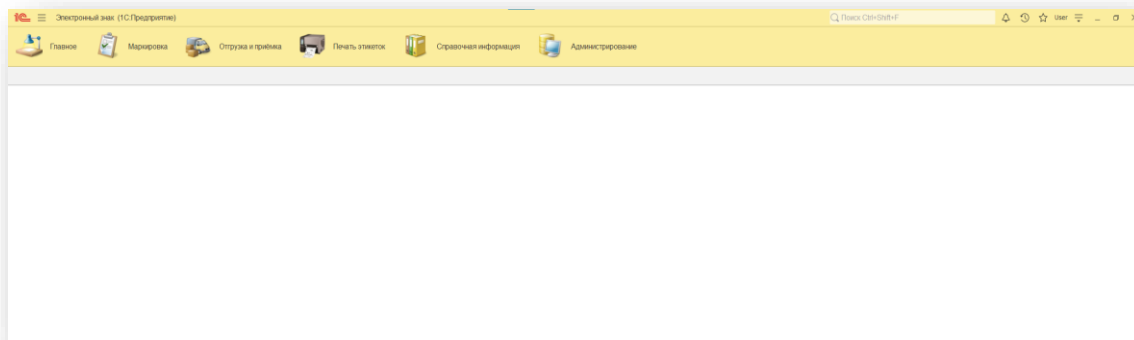 1С Электронный знак (1С:Предприятие) Поиск Ctrl+Shift+F User
Главное Маркировка Отгрузка и приёмка Печать этикеток Справочная информация Администрирование